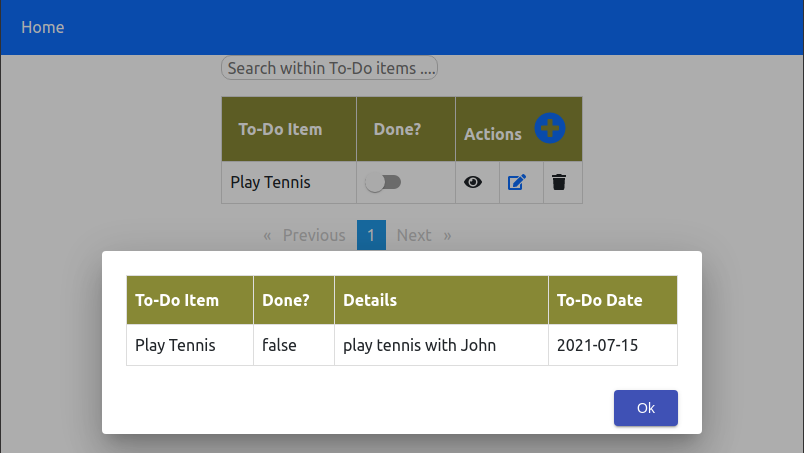 Home
Search within To-Do items ....
To-Do Item Done? Actions
Play Tennis
« Previous 1 Next »
To-Do Item Done? Details To-Do Date
Play Tennis false play tennis with John 2021-07-15
Ok